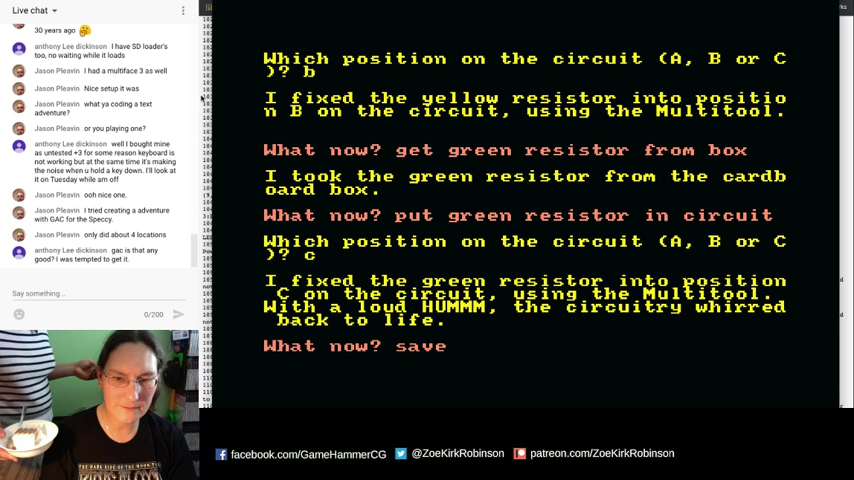 Live chat
30 years ago
anthony Lee dickinson I have SD loader's
too, no waiting while it loads
Jason Pleavin I had a multiface 3 as well
Jason Pleavin Nice setup it was
Jason Pleavin what ya coding a text
adventure?
Jason Pleavin or you playing one?
anthony Lee dickinson well I bought mine
as untested +3 for some reason keyboard is
not working but at the same time it's making
the noise when u hold a key down. I'll look at
it on Tuesday while am off
Jason Pleavin ooh nice one.
Jason Pleavin I tried creating a adventure
with GAC for the Speccy.
Jason Pleavin only did about 4 locations
anthony Lee dickinson gac is that any
good? I was tempted to get it.
Say something...
0/200
Which position on the circuit (A, B or C
)? b
I fixed the yellow resistor into positio
n B on the circuit, using the Multitool.
What now? get green resistor from box
I took the green resistor from the cardb
oard box.
What now? put green resistor in circuit
Which position on the circuit (A, B or C
)? c
I fixed the green resistor into position
C on the circuit, using the Multitool.
With a loud HUMMM, the circuitry whirred
back to life.
What now? save
THE DARK SIDE OF THE MOON
facebook.com/GameHammerCG
@ZoeKirkRobinson
patreon.com/ZoeKirkRobinson